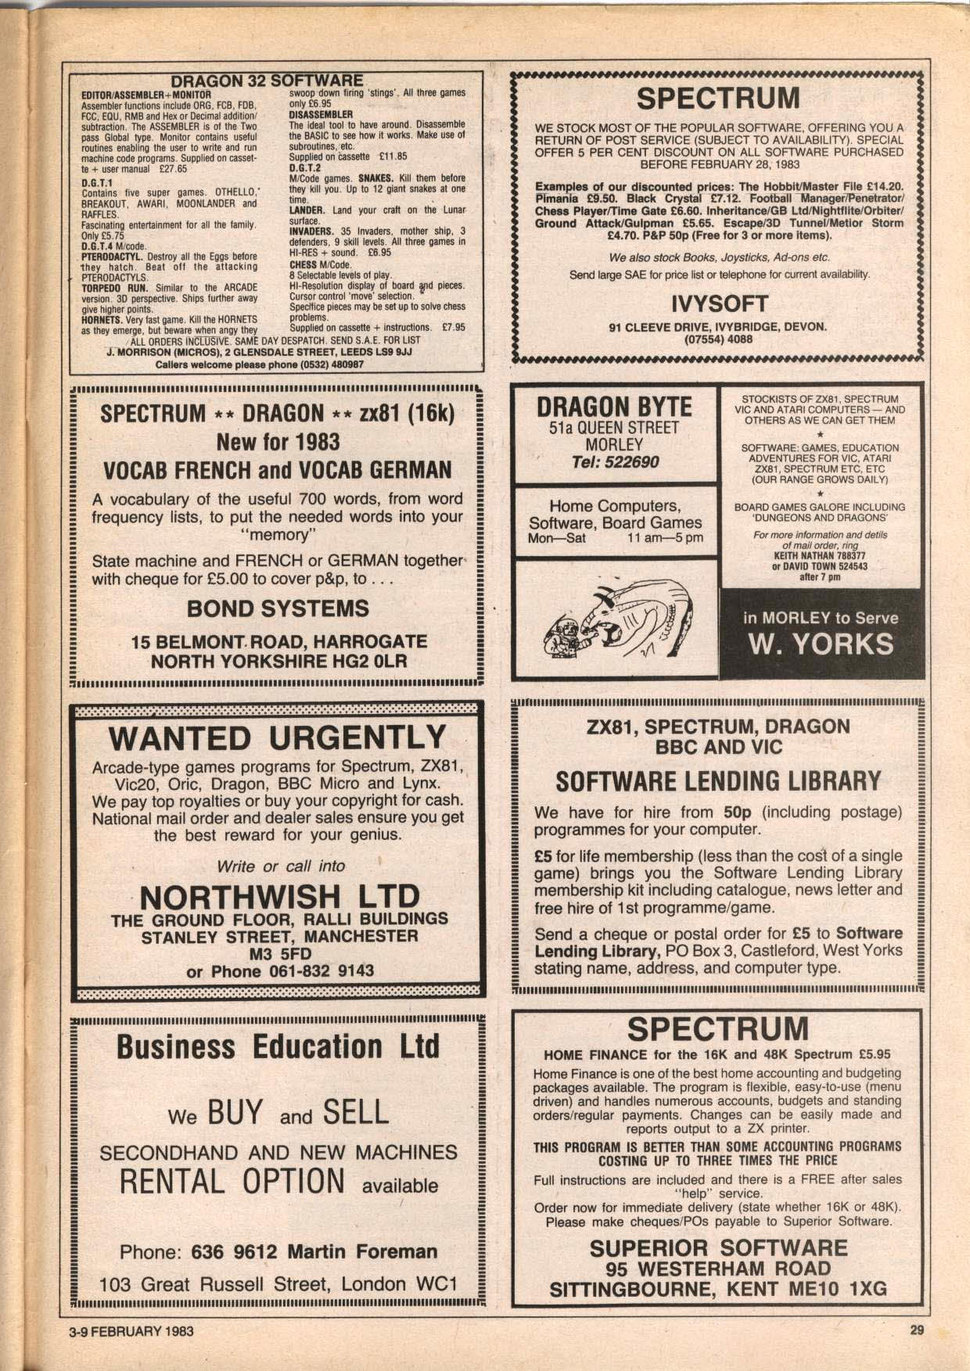 DRAGON 32 SOFTWARE
EDITOR/ASSEMBLER+MONITOR
Assembler functions include ORG, FCB, FDB,
FCC, EQU, RMB and Hex or Decimal addition/
subtraction. The ASSEMBLER is of the Two
pass Global type. Monitor contains useful
routines enabling the user to write and run
machine code programs. Supplied on casset-
te + user manual £27.65
D.G.T.1
Contains five super games. OTHELLO,
BREAKOUT, AWARI, MOONLANDER and
RAFFLES.
Fascinating entertainment for all the family.
Only £5.75
D.G.T.4 M/code.
PTERODACTYL. Destroy all the Eggs before
they hatch. Beat off the attacking
PTERODACTYLS.
TORPEDO RUN. Similar to the ARCADE
version. 3D perspective. Ships further away
give higher points.
HORNETS. Very fast game. Kill the HORNETS
as they emerge, but beware when angy they
swoop down firing 'stings'. All three games
only £6.95
DISASSEMBLER
The ideal tool to have around. Disasemble
the BASIC to see how it works. Make use of
subroutines, etc.
Supplied on cassette £11.85
D.G.T.2
M/Code games. SNAKES. Kill them before
they kill you. Up to 12 giant snakes at one
time.
LANDER. Land your craft on the Lunar
surface.
INVADERS. 35 Invaders, mother ship, 3
defenders, 9 skill levels. All three games in
HI-RES + sound. £6.95
CHESS M/Code.
8 Selectable levels of play.
HI-Resolution display of board and pieces.
Cursor control 'move' selection.
Specifice pieces may be set up to solve chess
problems.
Supplied on cassette + instructions. £7.95
ALL ORDERS INCLUSIVE. SAME DAY DESPATCH. SEND S.A.E. FOR LIST
J. MORRISON (MICROS), 2 GLENSDALE STREET, LEEDS LS9 9JJ
Callers welcome please phone (0532) 480987
SPECTRUM
WE STOCK MOST OF THE POPULAR SOFTWARE, OFFERING YOU A
RETURN OF POST SERVICE (SUBJECT TO AVAILABILITY). SPECIAL
OFFER 5 PER CENT DISCOUNT ON ALL SOFTWARE PURCHASED
BEFORE FEBRUARY 28, 1983
Examples of our discounted prices: The Hobbit/Master File £14.20.
Pimania £9.50. Black Crystal £7.12. Football Manager/Penetrator/
Chess Player/Time Gate £6.60. Inheritance/GB Ltd/Nightflite/Orbiter/
Ground Attack/Gulpman £5.65. Escape/3D Tunnel/Metior Storm
£4.70. P&P 50p (Free for 3 or more items).
We also stock Books, Joysticks, Ad-ons etc.
Send large SAE for price list or telephone for current availability.
IVYSOFT
91 CLEEVE DRIVE, IVYBRIDGE, DEVON.
(07554) 4088
SPECTRUM ** DRAGON ** zx81 (16k)
New for 1983
VOCAB FRENCH and VOCAB GERMAN
A vocabulary of the useful 700 words, from word
frequency lists, to put the needed words into your
"memory"
State machine and FRENCH or GERMAN together
with cheque for £5.00 to cover p&p, to . . .
BOND SYSTEMS
15 BELMONT ROAD, HARROGATE
NORTH YORKSHIRE HG2 0LR
DRAGON BYTE
51a QUEEN STREET
MORLEY
Tel: 522690
Home Computers,
Software, Board Games
Mon—Sat 11 am—5 pm
STOCKISTS OF ZX81, SPECTRUM
VIC AND ATARI COMPUTERS — AND
OTHERS AS WE CAN GET THEM
★
SOFTWARE: GAMES, EDUCATION
ADVENTURES FOR VIC, ATARI
ZX81, SPECTRUM ETC, ETC
(OUR RANGE GROWS DAILY)
★
BOARD GAMES GALORE INCLUDING
'DUNGEONS AND DRAGONS'
For more information and detils
of mail order, ring
KEITH NATHAN 788377
or DAVID TOWN 524543
after 7 pm
in MORLEY to Serve
W. YORKS
WANTED URGENTLY
Arcade-type games programs for Spectrum, ZX81,
Vic20, Oric, Dragon, BBC Micro and Lynx.
We pay top royalties or buy your copyright for cash.
National mail order and dealer sales ensure you get
the best reward for your genius.
Write or call into
NORTHWISH LTD
THE GROUND FLOOR, RALLI BUILDINGS
STANLEY STREET, MANCHESTER
M3 5FD
or Phone 061-832 9143
ZX81, SPECTRUM, DRAGON
BBC AND VIC
SOFTWARE LENDING LIBRARY
We have for hire from 50p (including postage)
programmes for your computer.
£5 for life membership (less than the cost of a single
game) brings you the Software Lending Library
membership kit including catalogue, news letter and
free hire of 1st programme/game.
Send a cheque or postal order for £5 to Software
Lending Library, PO Box 3, Castleford, West Yorks
stating name, address, and computer type.
Business Education Ltd
We BUY and SELL
SECONDHAND AND NEW MACHINES
RENTAL OPTION available
Phone: 636 9612 Martin Foreman
103 Great Russell Street, London WC1
SPECTRUM
HOME FINANCE for the 16K and 48K Spectrum £5.95
Home Finance is one of the best home accounting and budgeting
packages available. The program is flexible, easy-to-use (menu
driven) and handles numerous accounts, budgets and standing
orders/regular payments. Changes can be easily made and
reports output to a ZX printer.
THIS PROGRAM IS BETTER THAN SOME ACCOUNTING PROGRAMS
COSTING UP TO THREE TIMES THE PRICE
Full instructions are included and there is a FREE after sales
"help" service.
Order now for immediate delivery (state whether 16K or 48K).
Please make cheques/POs payable to Superior Software.
SUPERIOR SOFTWARE
95 WESTERHAM ROAD
SITTINGBOURNE, KENT ME10 1XG
3-9 FEBRUARY 1983
29